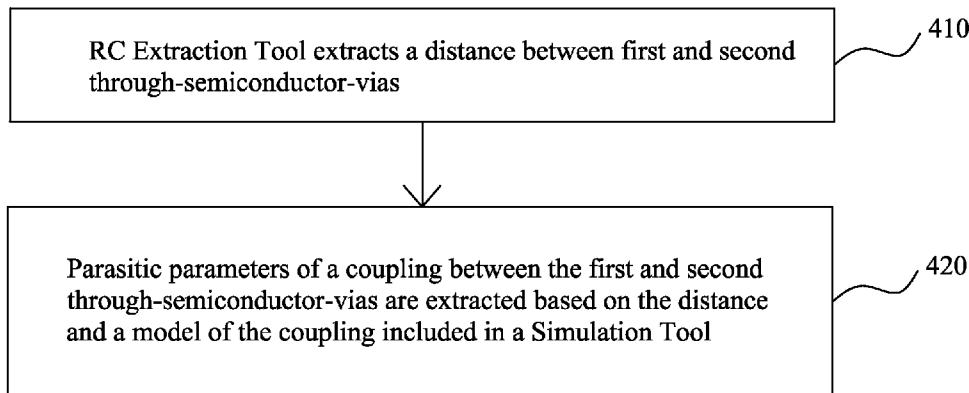 RC Extraction Tool extracts a distance between first and second
through-semiconductor-vias
410
Parasitic parameters of a coupling between the first and second
through-semiconductor-vias are extracted based on the distance
and a model of the coupling included in a Simulation Tool
420